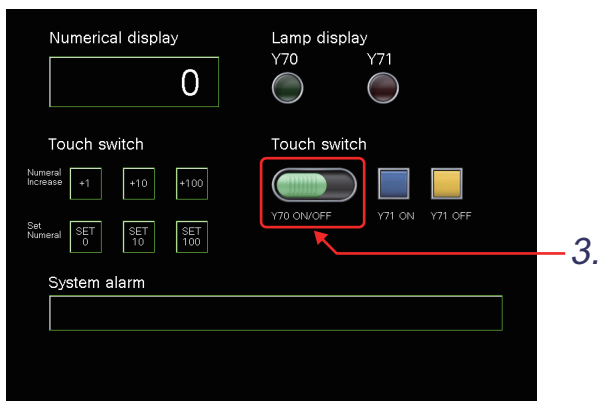 Numerical display
0
Lamp display
Y70 Y71
Touch switch
Numeral
Increase
+1 +10 +100
Set
Numeral
SET
0
SET
10
SET
100
Touch switch
Y70 ON/OFF Y71 ON Y71 OFF
3.
System alarm